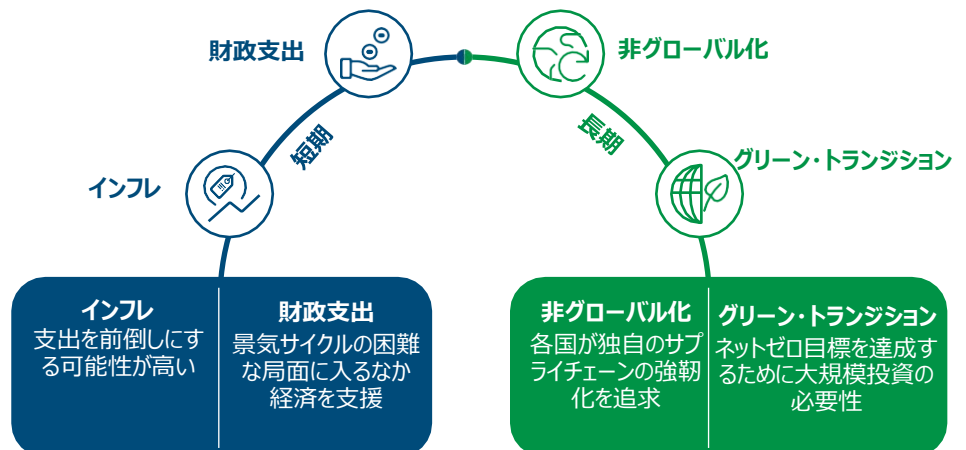 財政支出
非グローバル化
短期
長期
インフレ
グリーン・トランジション
インフレ
支出を前倒しにす
る可能性が高い
財政支出
景気サイクルの困難
な局面に入るなか
経済を支援
非グローバル化
各国が独自のサプ
ライチェーンの強靭
化を追求
グリーン・トランジション
ネットゼロ目標を達成す
るために大規模投資の
必要性